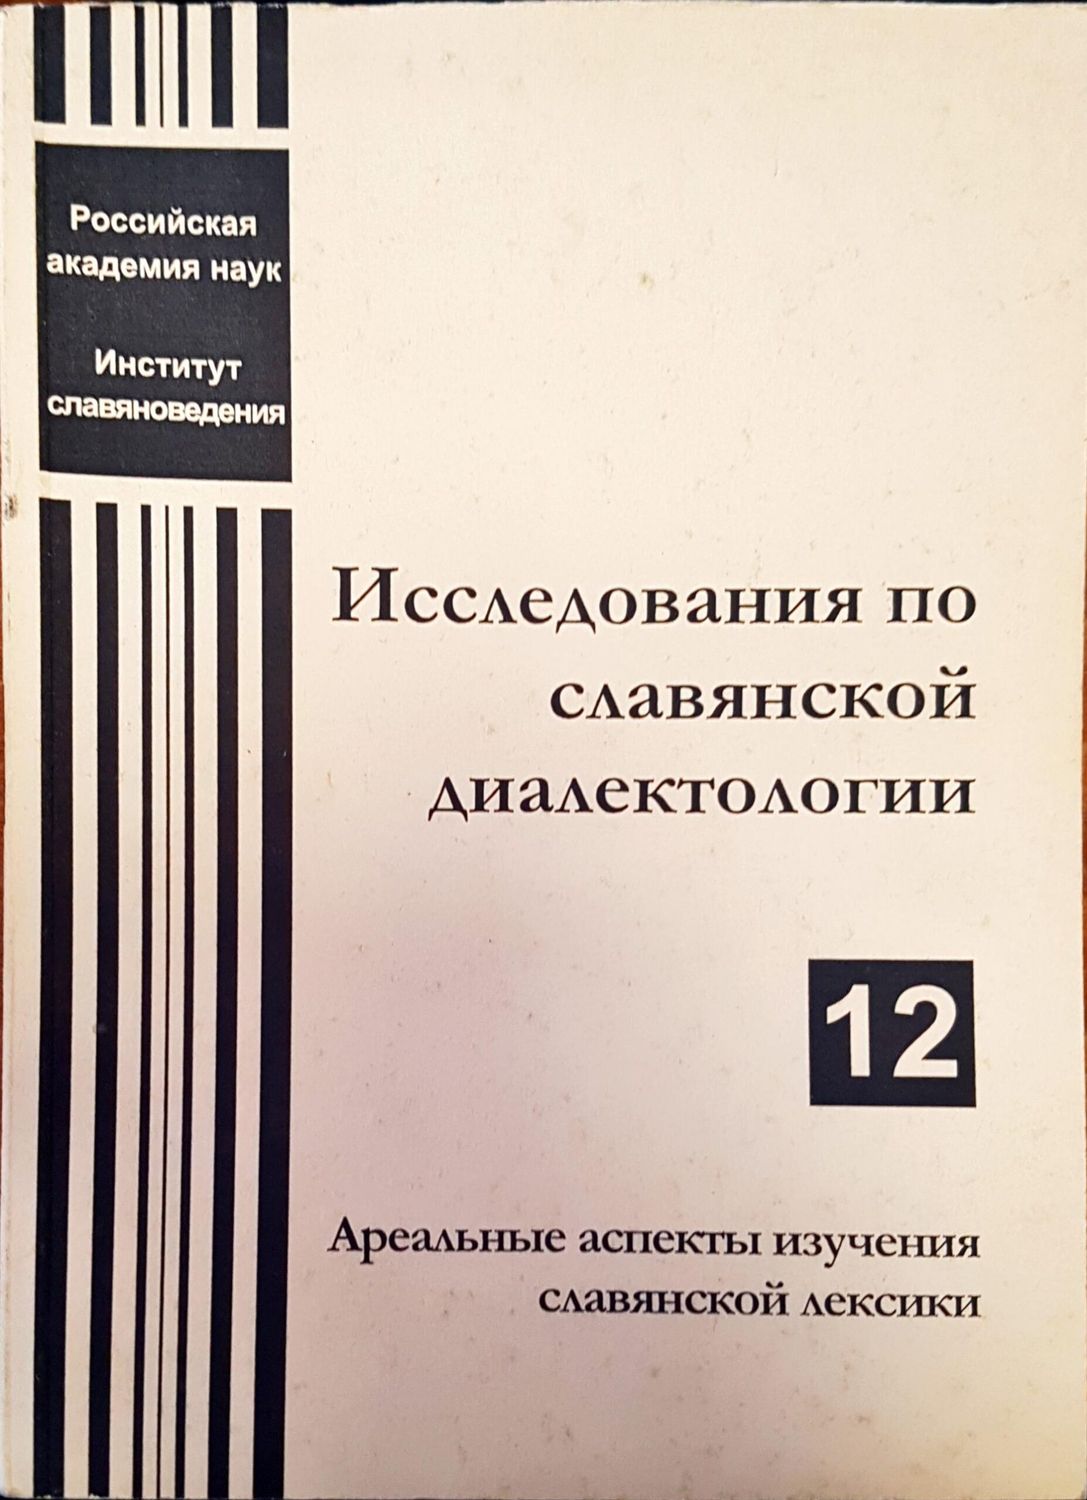 Российская
академия наук
Институт
славяноведения
Исследования по
славянской
диалектологии
12
Ареальные аспекты изучения
славянской лексики